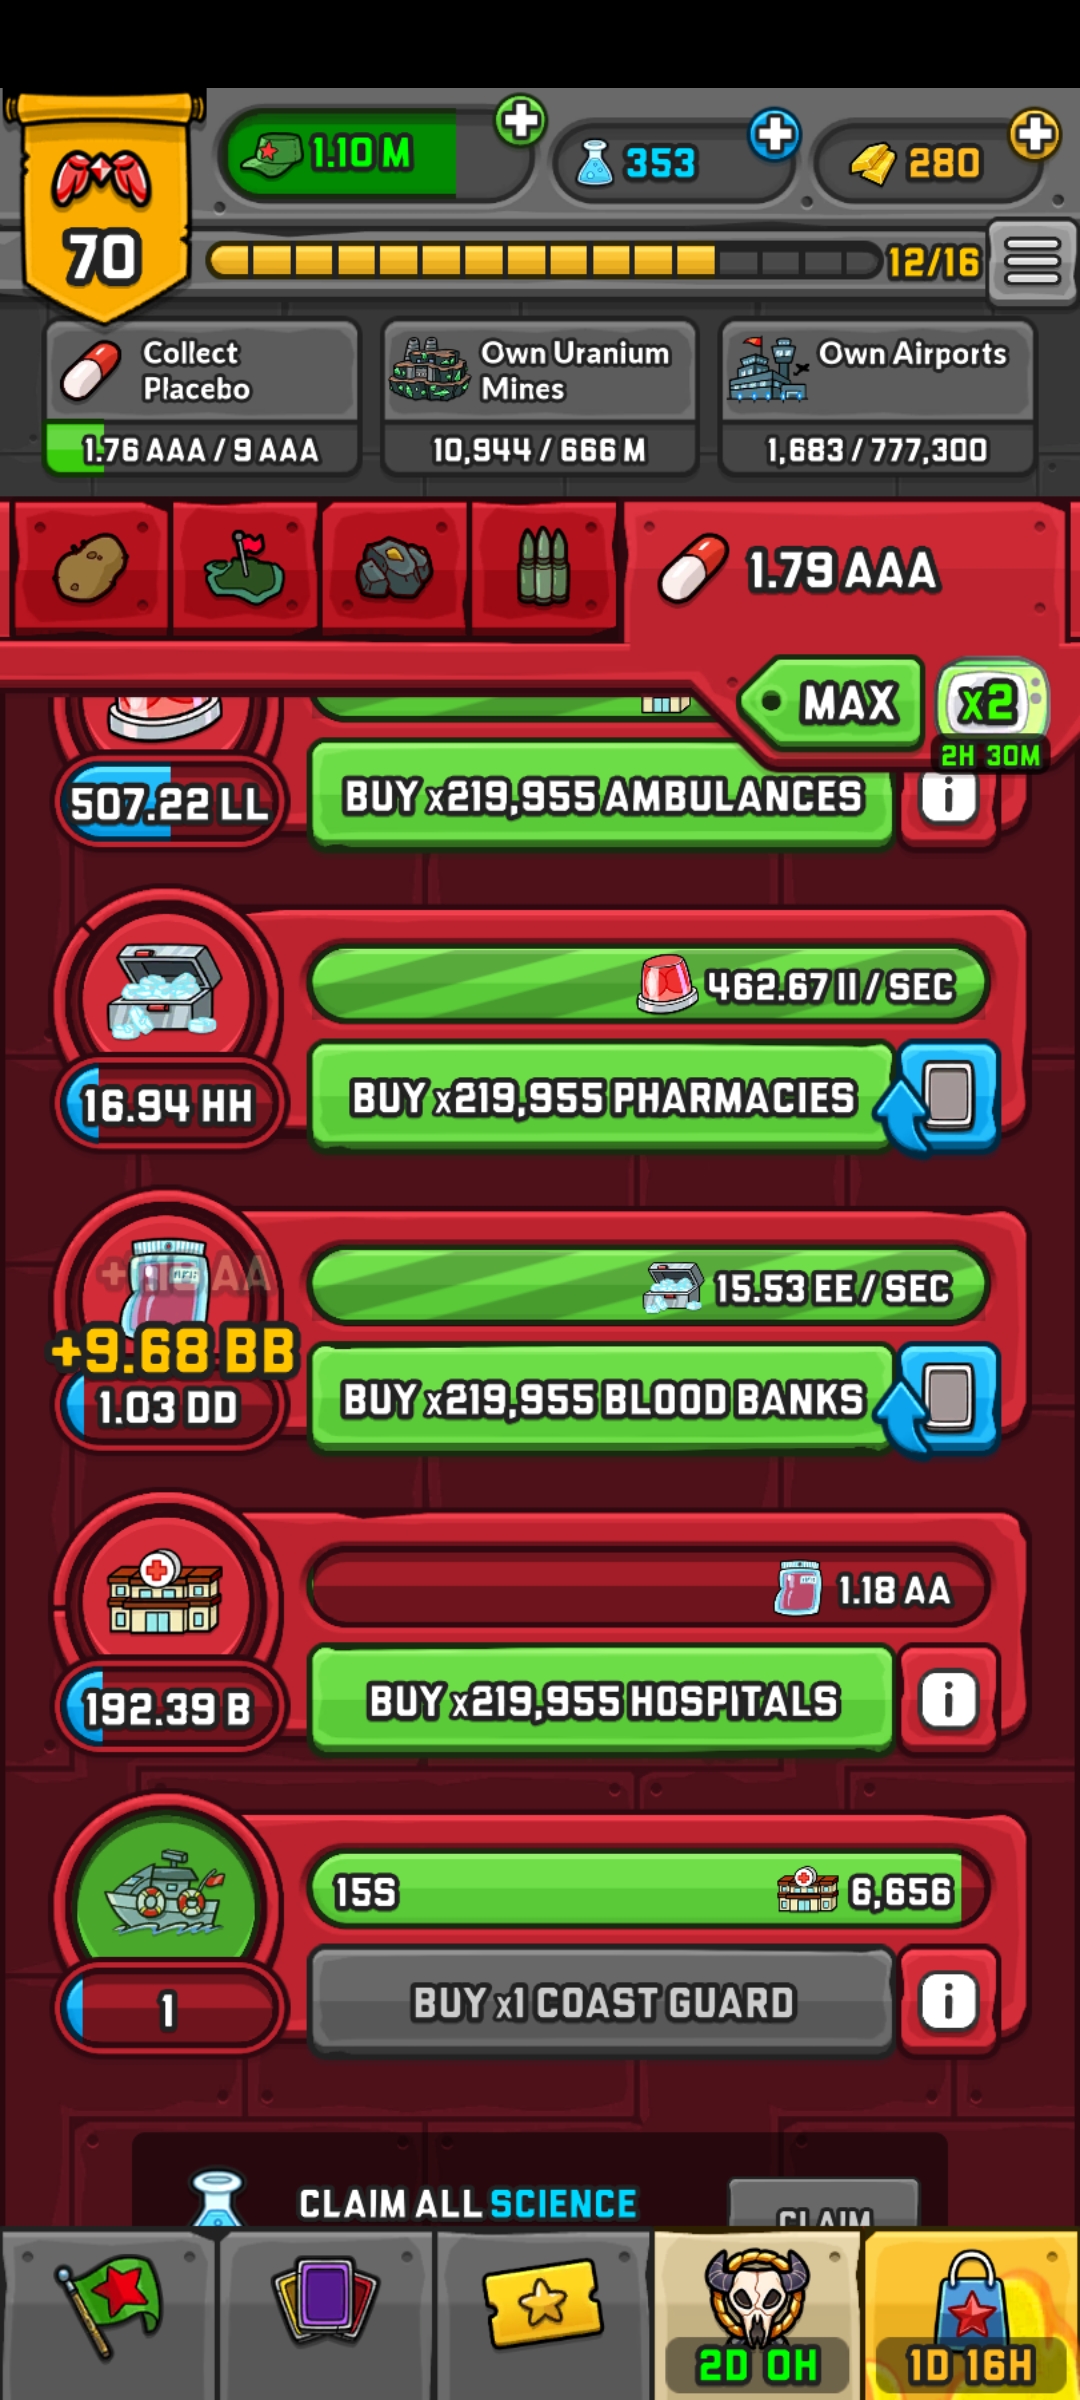 1.10 M
353
280
70
12/16
Collect Placebo
1.76 AAA / 9 AAA
Own Uranium Mines
10,944 / 666 M
Own Airports
1,683 / 777,300
1.79 AAA
MAX
x2
2H 30M
507.22 LL
BUY x219,955 AMBULANCES
i
462.67 II / SEC
16.94 HH
BUY x219,955 PHARMACIES
15.53 EE / SEC
+9.68 BB
1.03 DD
BUY x219,955 BLOOD BANKS
1.18 AA
192.39 B
BUY x219,955 HOSPITALS
i
15S
6,656
1
BUY x1 COAST GUARD
i
CLAIM ALL SCIENCE
CLAIM
2D 0H
1D 16H